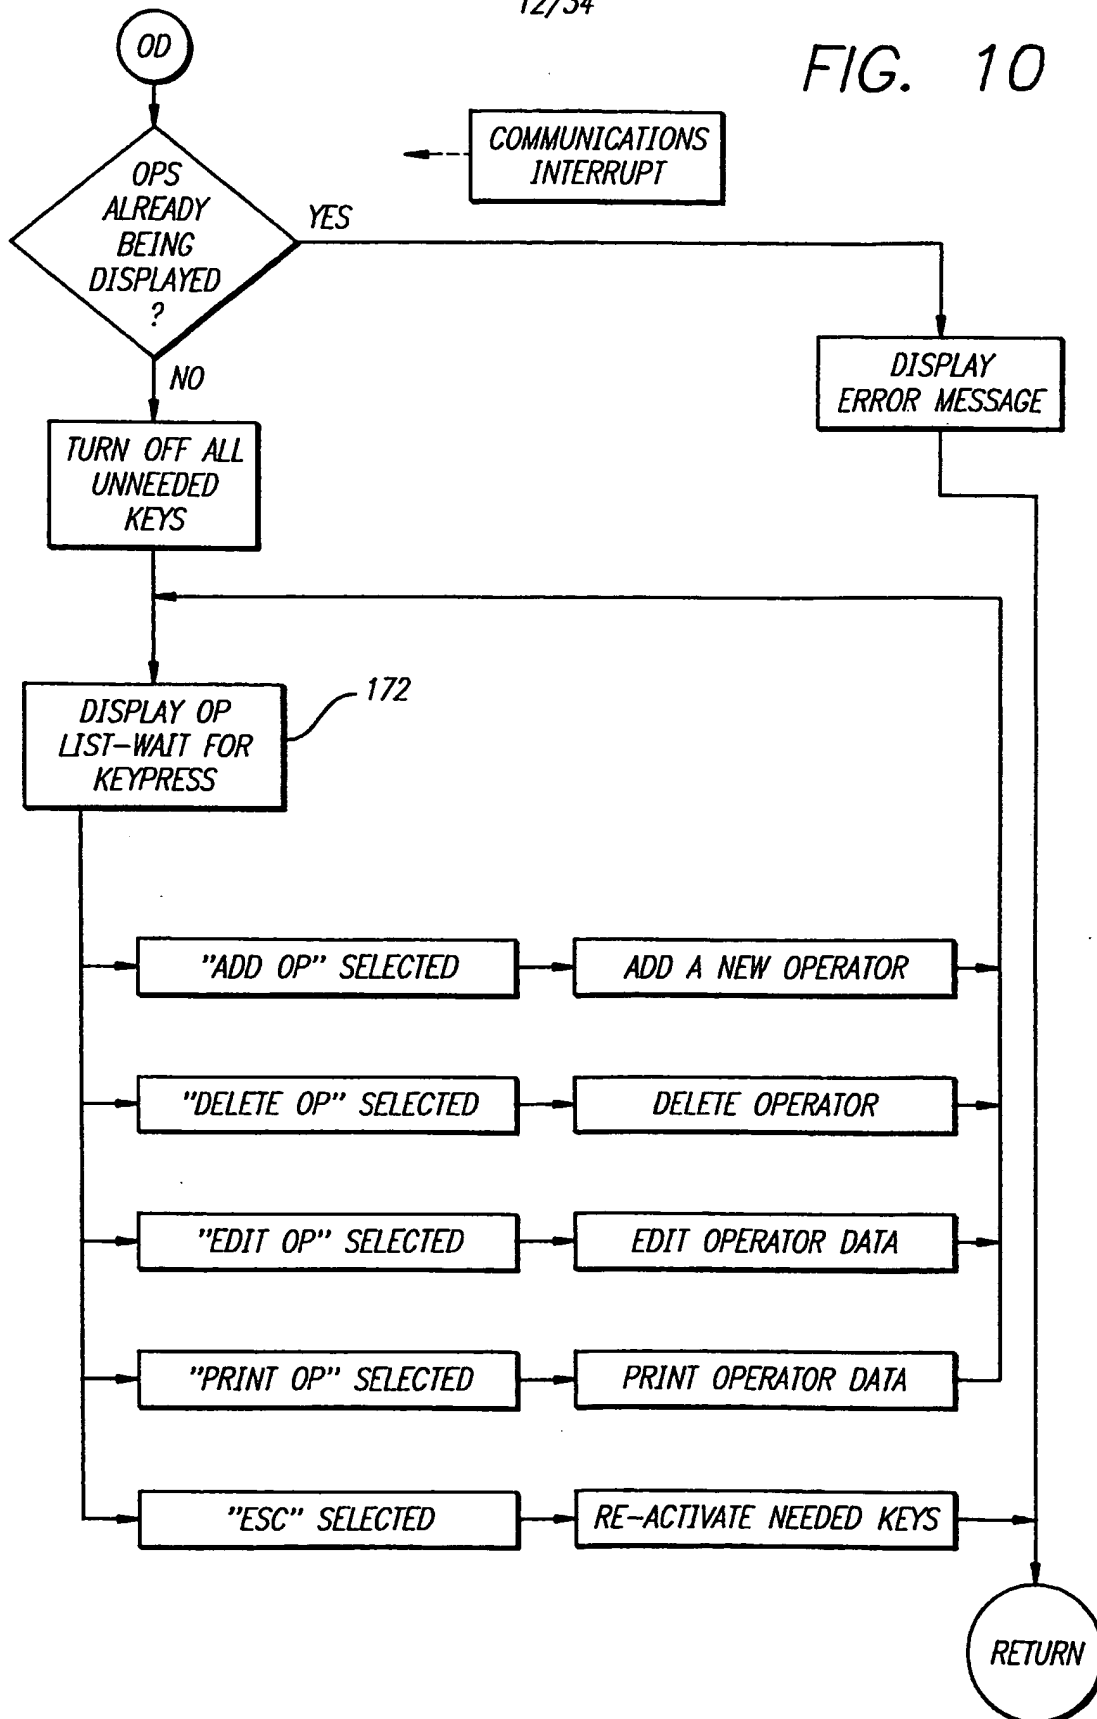 12/34
FIG. 10
OD
COMMUNICATIONS
INTERRUPT
OPS
ALREADY
BEING
DISPLAYED
?
YES
NO
DISPLAY
ERROR MESSAGE
TURN OFF ALL
UNNEEDED
KEYS
172
DISPLAY OP
LIST-WAIT FOR
KEYPRESS
"ADD OP" SELECTED
ADD A NEW OPERATOR
"DELETE OP" SELECTED
DELETE OPERATOR
"EDIT OP" SELECTED
EDIT OPERATOR DATA
"PRINT OP" SELECTED
PRINT OPERATOR DATA
"ESC" SELECTED
RE-ACTIVATE NEEDED KEYS
RETURN